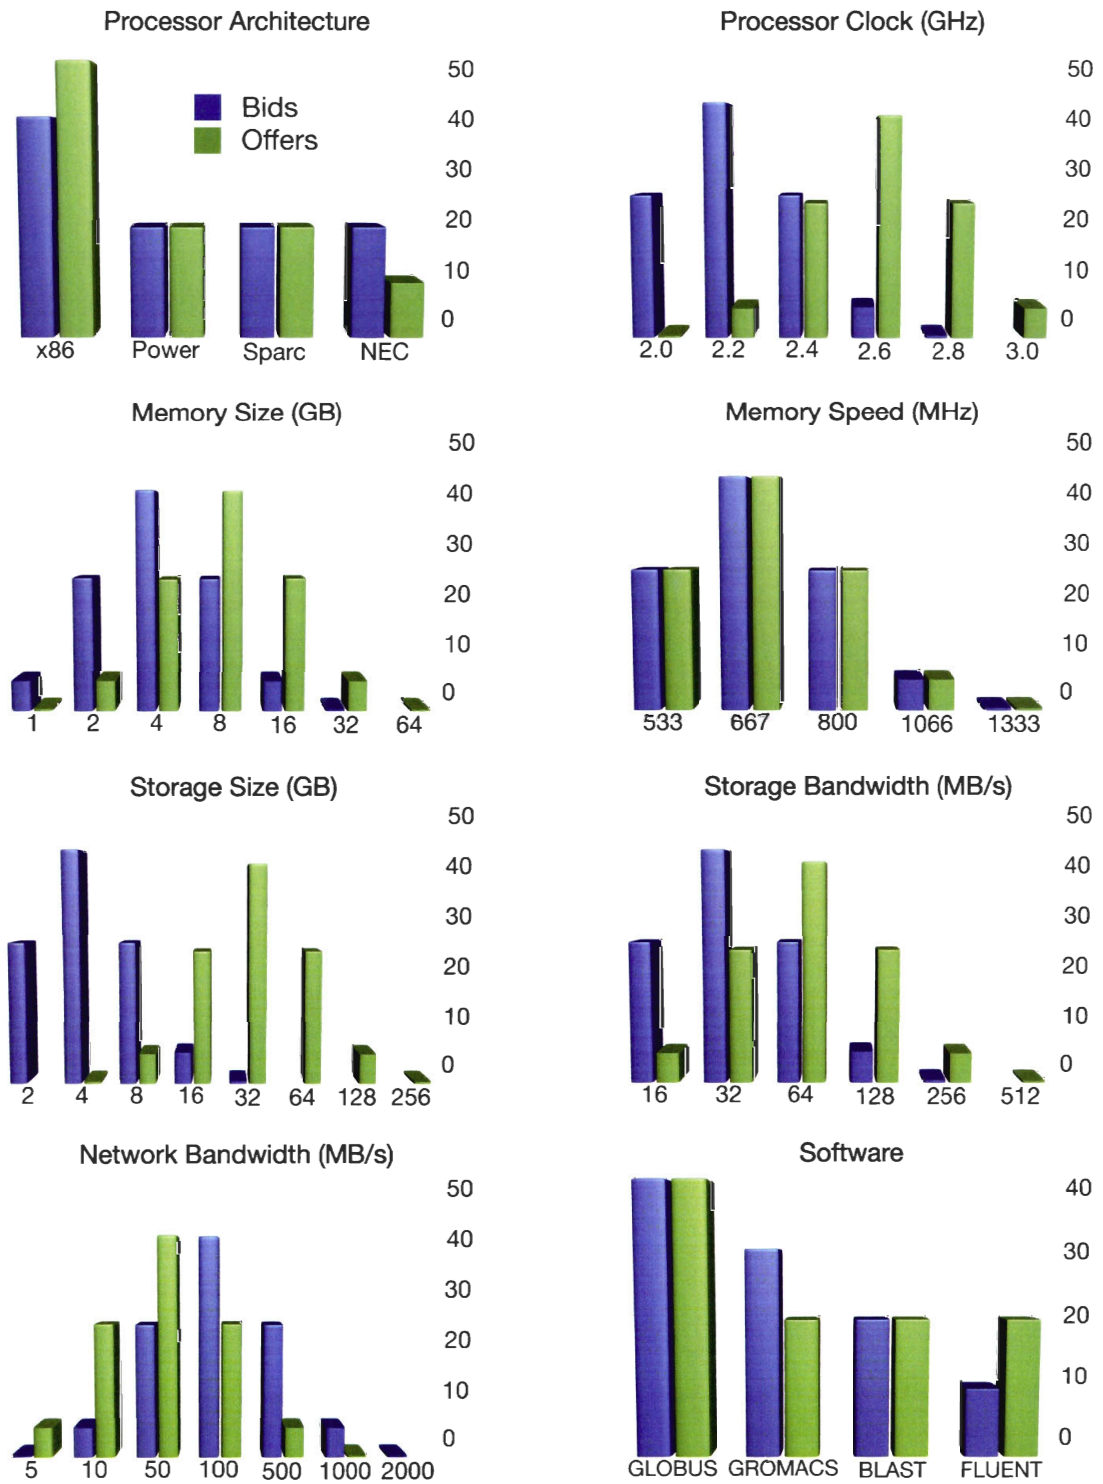 Processor Architecture
50
40
30
20
10
0
Bids
Offers
x86 Power Sparc NEC
Processor Clock (GHz)
50
40
30
20
10
0
2.0 2.2 2.4 2.6 2.8 3.0
Memory Size (GB)
50
40
30
20
10
0
1 2 4 8 16 32 64
Memory Speed (MHz)
50
40
30
20
10
0
533 667 800 1066 1333
Storage Size (GB)
50
40
30
20
10
0
2 4 8 16 32 64 128 256
Storage Bandwidth (MB/s)
50
40
30
20
10
0
16 32 64 128 256 512
Network Bandwidth (MB/s)
50
40
30
20
10
0
5 10 50 100 500 1000 2000
Software
40
30
20
10
0
GLOBUS GROMACS BLAST FLUENT